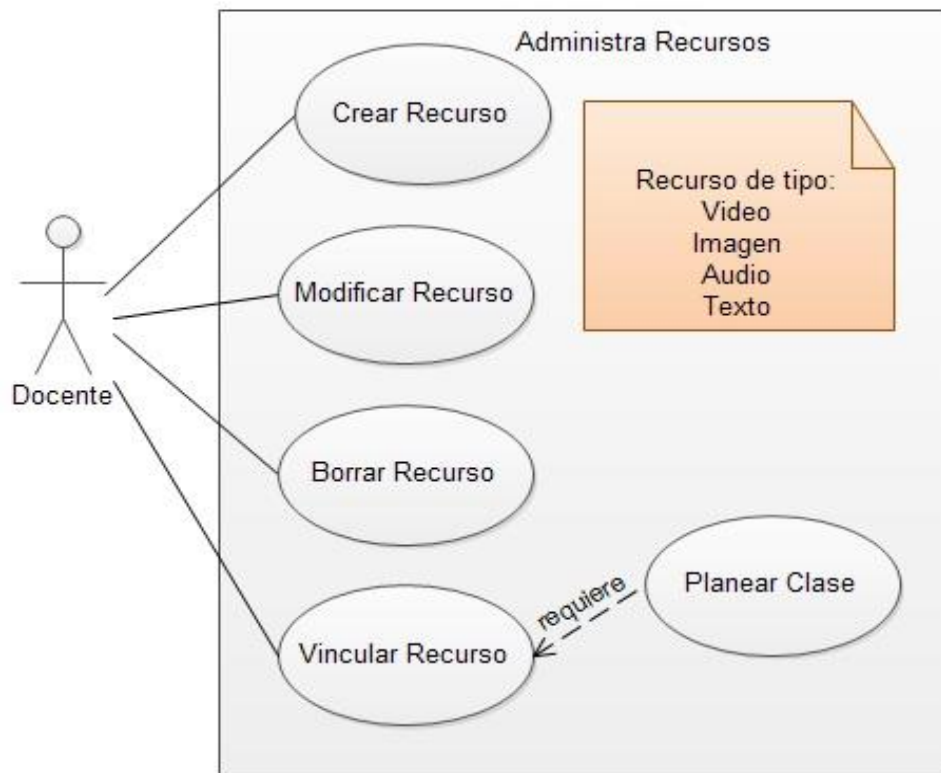 Administra Recursos
Crear Recurso
Recurso de tipo:
Video
Imagen
Audio
Texto
Modificar Recurso
Docente
Borrar Recurso
Planear Clase
requiere
Vincular Recurso